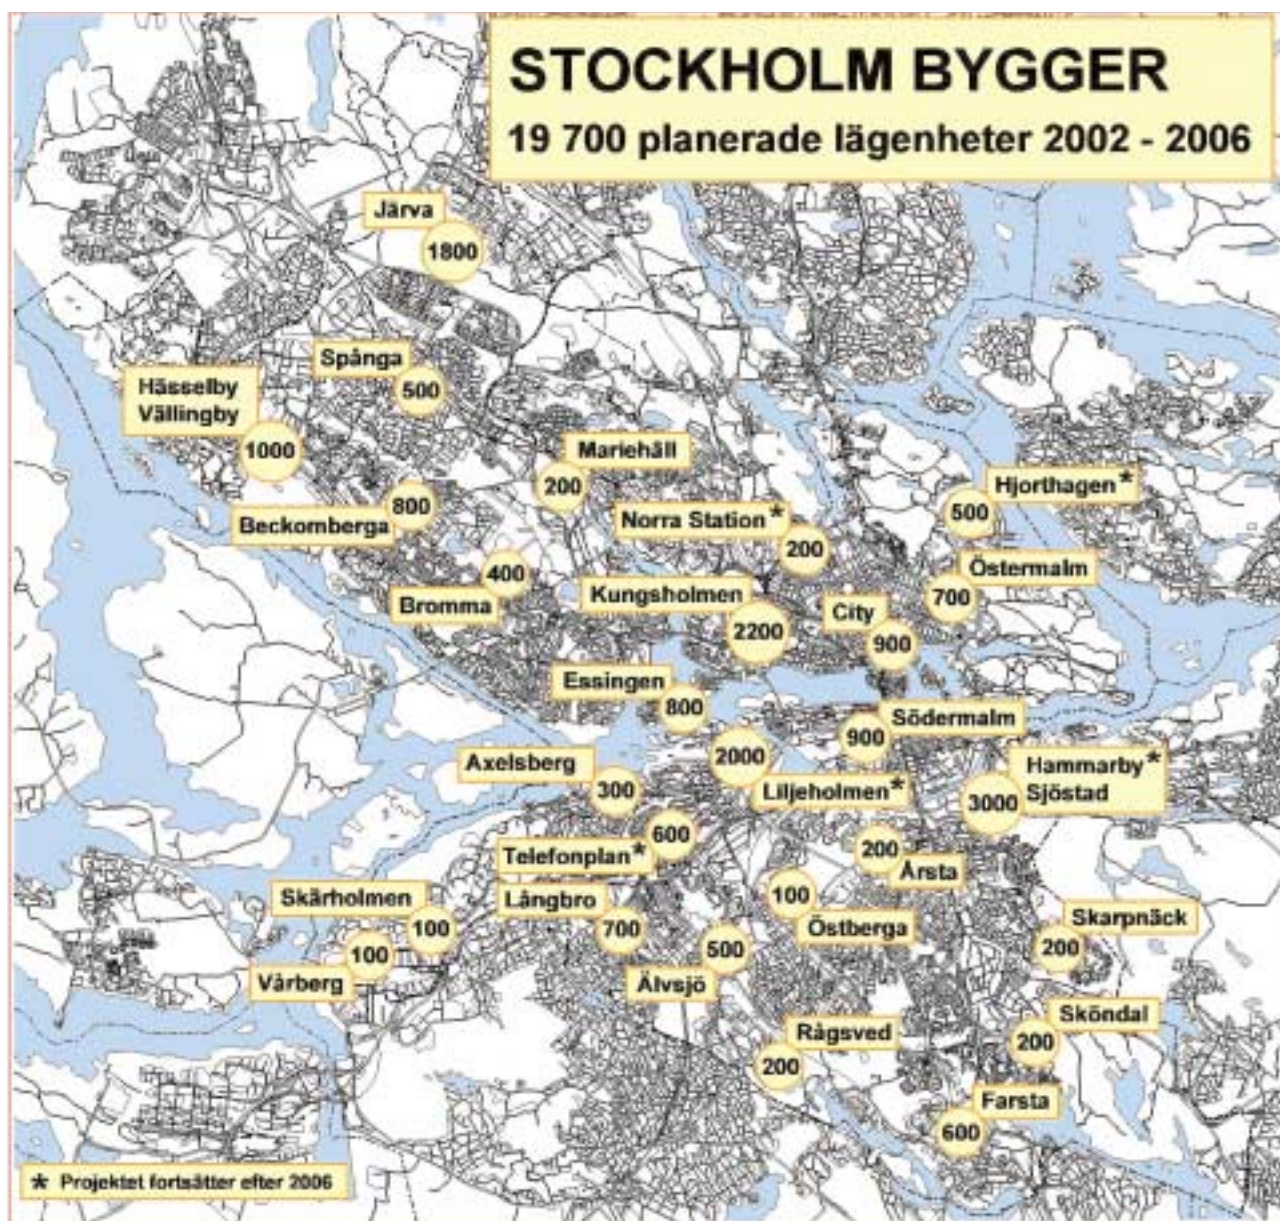 STOCKHOLM BYGGER
19 700 planerade lägenheter 2002 - 2006
Järva
1800
Spånga
500
Hässelby
Vällingby
1000
Mariehäll
200
Beckomberga
800
Hjorthagen*
500
Norra Station*
200
Bromma
400
Östermalm
700
Kungsholmen
2200
City
900
Essingen
800
Södermalm
900
Axelsberg
300
2000
Liljeholmen*
Hammarby*
Sjöstad
3000
600
Telefonplan*
200
Årsta
Skärholmen
100
Långbro
700
100
Östberga
Skarpnäck
200
100
Vårberg
500
Älvsjö
Sköndal
200
Rågsved
200
Farsta
600
* Projektet fortsätter efter 2006